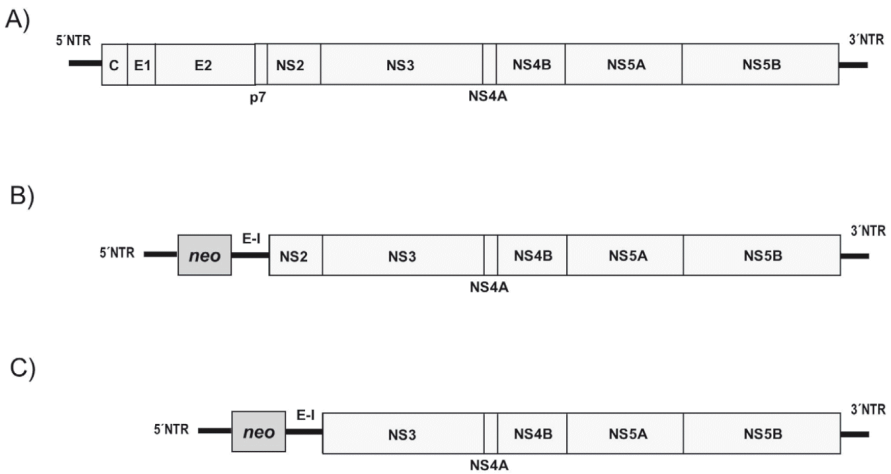 A)
5´NTR
3´NTR
C E1 E2 NS2 NS3 NS4B NS5A NS5B
p7
NS4A
B)
E-I
3´NTR
5´NTR
neo NS2 NS3 NS4B NS5A NS5B
NS4A
C)
E-I
3´NTR
5´NTR
neo NS3 NS4B NS5A NS5B
NS4A